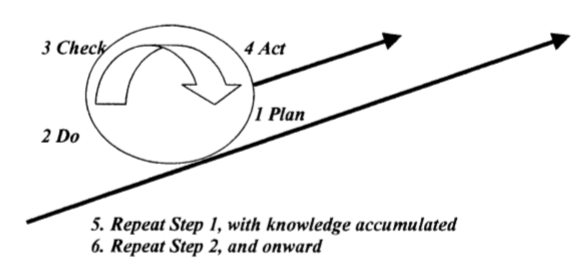 3 Check
4 Act
1 Plan
2 Do
5. Repeat Step 1, with knowledge accumulated
6. Repeat Step 2, and onward